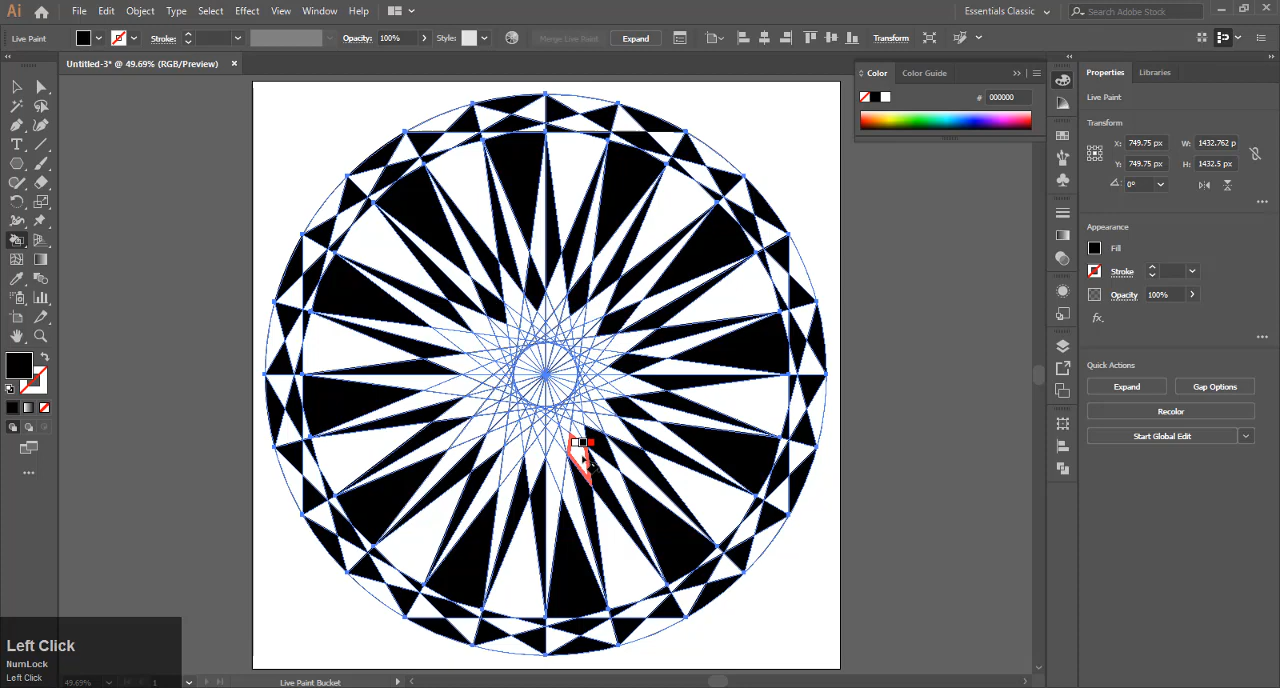 Ai File Edit Object Type Select Effect View Window Help Essentials Classic Search Adobe Stock
Live Paint Stroke: Opacity: 100% Style: Merge Live Paint Expand Transform
Untitled-3* @ 49.69% (RGB/Preview) ×
Color Color Guide
# 000000
Properties Libraries
Live Paint
Transform
X: 749.75 px W: 1432.762 p
Y: 749.75 px H: 1432.5 px
0°
Appearance
Fill
Stroke
Opacity 100%
fx.
Quick Actions
Expand Gap Options
Recolor
Start Global Edit
Left Click
NumLock
Left Click
49.69% 1 Live Paint Bucket